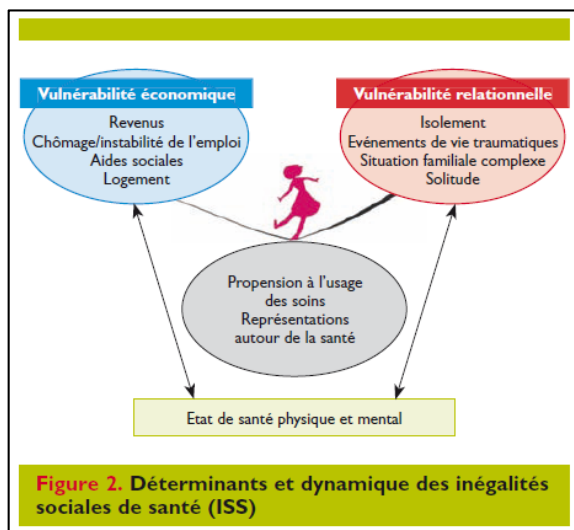 Vulnérabilité économique
Revenus
Chômage/instabilité de l'emploi
Aides sociales
Logement
Vulnérabilité relationnelle
Isolement
Evénements de vie traumatiques
Situation familiale complexe
Solitude
Propension à l'usage
des soins
Représentations
autour de la santé
Etat de santé physique et mental
Figure 2. Déterminants et dynamique des inégalités
sociales de santé (ISS)